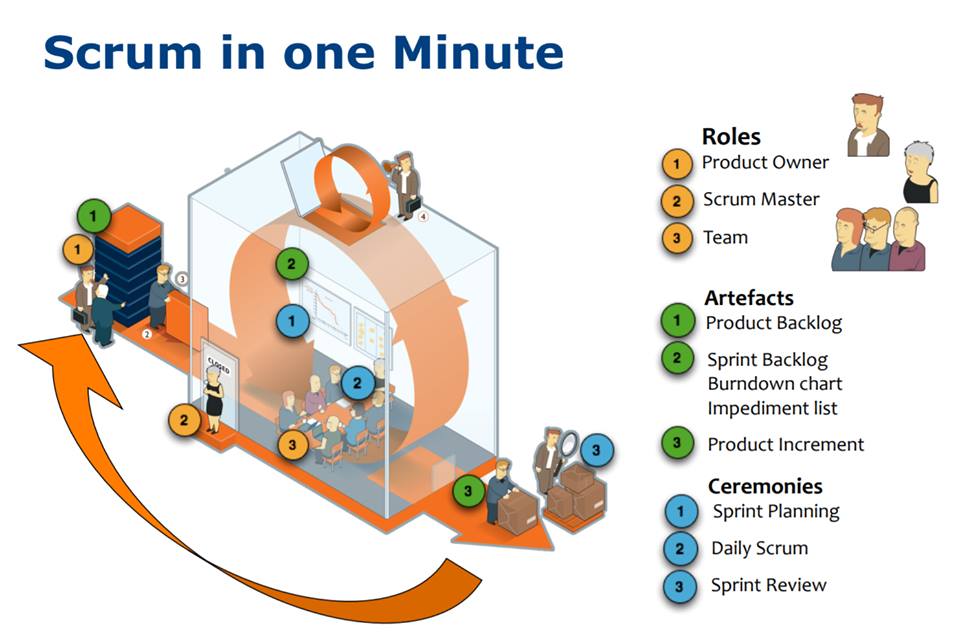 Scrum in one Minute
Roles
1 Product Owner
2 Scrum Master
3 Team
Artefacts
1 Product Backlog
2 Sprint Backlog
Burndown chart
Impediment list
3 Product Increment
Ceremonies
1 Sprint Planning
2 Daily Scrum
3 Sprint Review
1
1
3
2
4
2
1
CLOSED
2
2
3
3
3